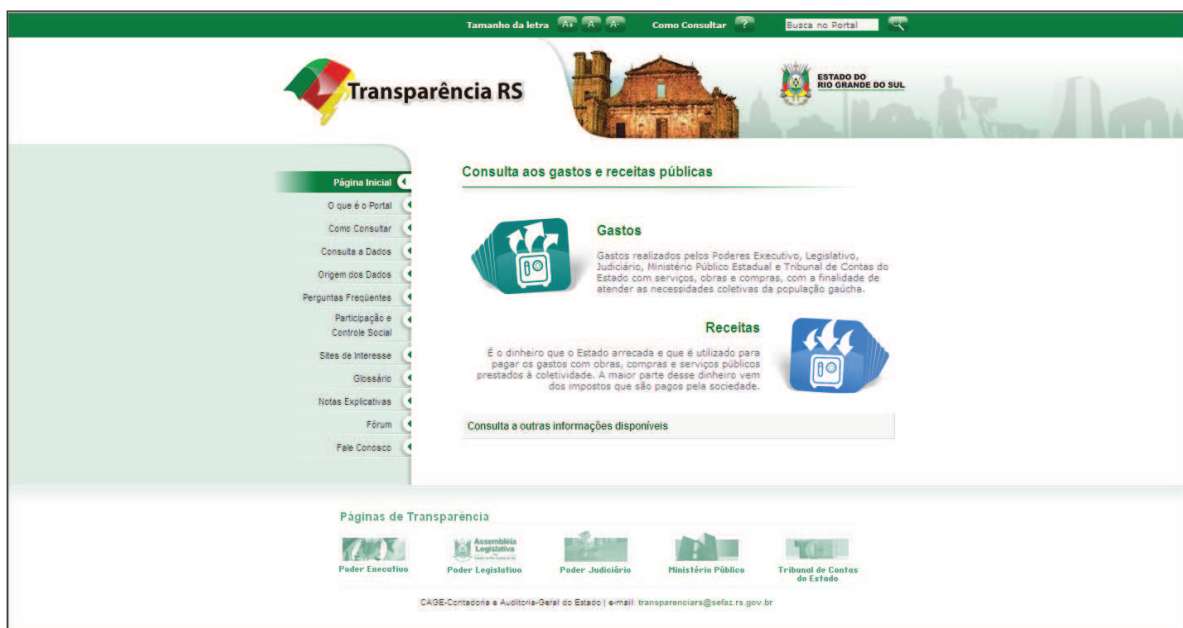 Tamanho da letra A+ A A- Como Consultar ? Busca no Portal
Transparência RS
ESTADO DO
RIO GRANDE DO SUL
Página Inicial
O que é o Portal
Como Consultar
Consulta a Dados
Origem dos Dados
Perguntas Freqüentes
Participação e
Controle Social
Sites de Interesse
Glossário
Notas Explicativas
Fórum
Fale Conosco
Consulta aos gastos e receitas públicas
Gastos
Gastos realizados pelos Poderes Executivo, Legislativo,
Judiciário, Ministério Público Estadual e Tribunal de Contas do
Estado com serviços, obras e compras, com a finalidade de
atender as necessidades coletivas da população gaúcha.
Receitas
É o dinheiro que o Estado arrecada e que é utilizado para
pagar os gastos com obras, compras e serviços públicos
prestados à coletividade. A maior parte desse dinheiro vem
dos impostos que são pagos pela sociedade.
Consulta a outras informações disponíveis
Páginas de Transparência
Assembleia
Legislativa
Poder Executivo
Poder Legislativo
Poder Judiciário
Ministério Público
Tribunal de Contas
do Estado
CAGE-Contadoria e Auditoria-Geral do Estado | e-mail: transparenciars@sefaz.rs.gov.br